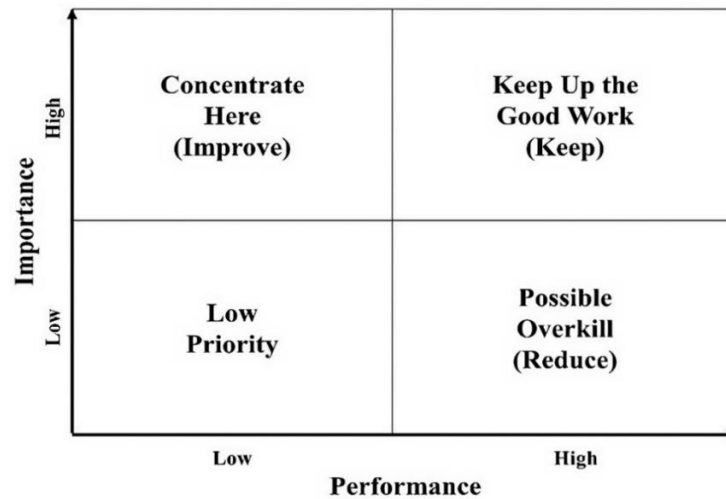 Concentrate
Here
(Improve)
Keep Up the
Good Work
(Keep)
High
Importance
Low
Low
Priority
Possible
Overkill
(Reduce)
Low
High
Performance